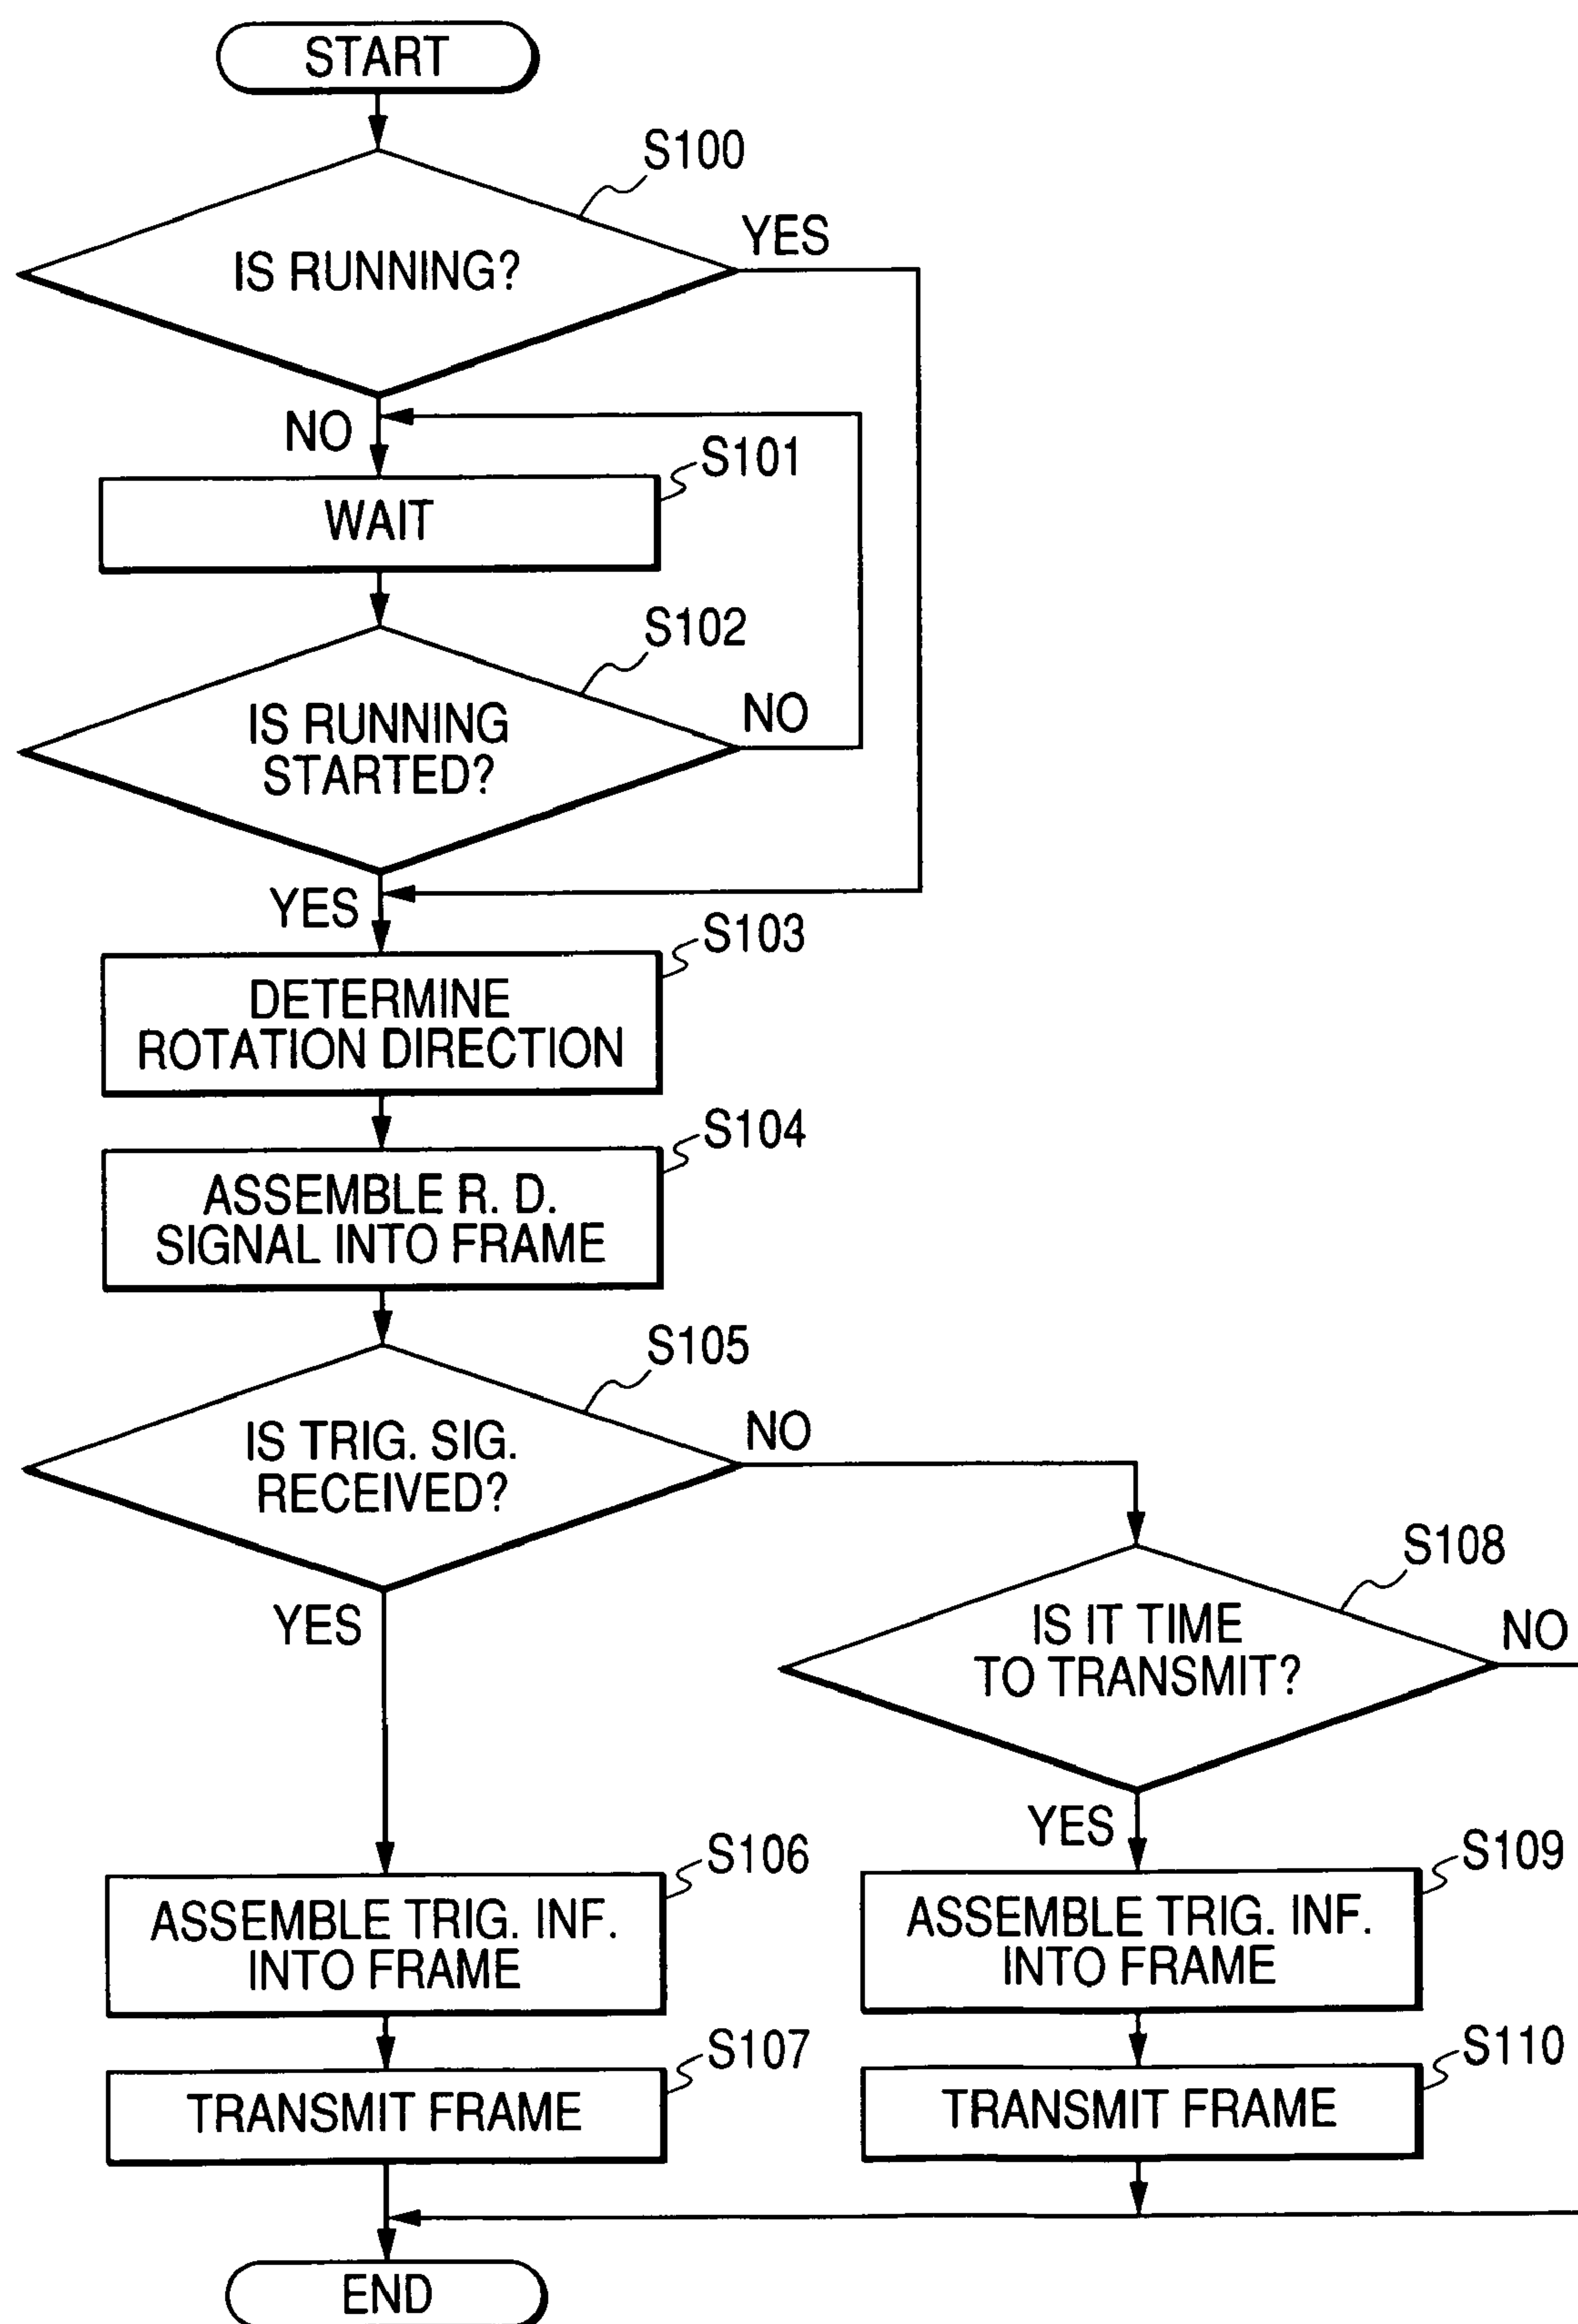 START
S100
YES
IS RUNNING?
NO
S101
WAIT
S102
IS RUNNING
STARTED?
NO
YES
S103
DETERMINE
ROTATION DIRECTION
S104
ASSEMBLE R. D.
SIGNAL INTO FRAME
S105
IS TRIG. SIG.
RECEIVED?
NO
YES
S108
IS IT TIME
TO TRANSMIT?
NO
YES
S106
ASSEMBLE TRIG. INF.
INTO FRAME
S109
ASSEMBLE TRIG. INF.
INTO FRAME
S107
TRANSMIT FRAME
S110
TRANSMIT FRAME
END